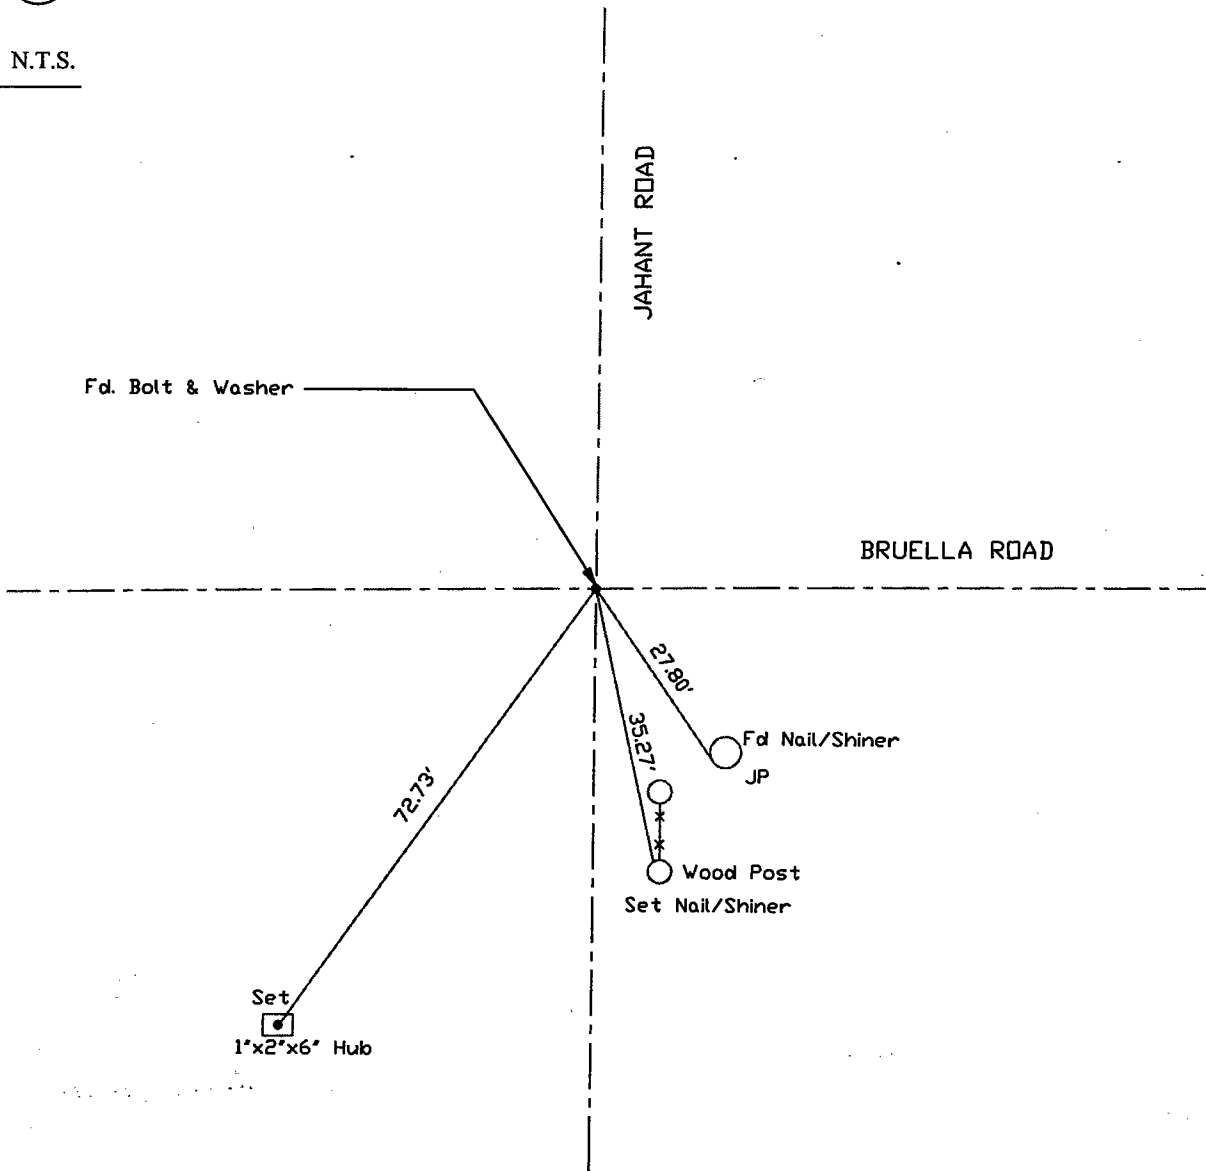 N.T.S.
JAHANT ROAD
Fd. Bolt & Washer
BRUELLA ROAD
27.80'
35.27'
Fd Nail/Shiner
JP
72.73'
Wood Post
Set Nail/Shiner
Set
1"x2"x6" Hub